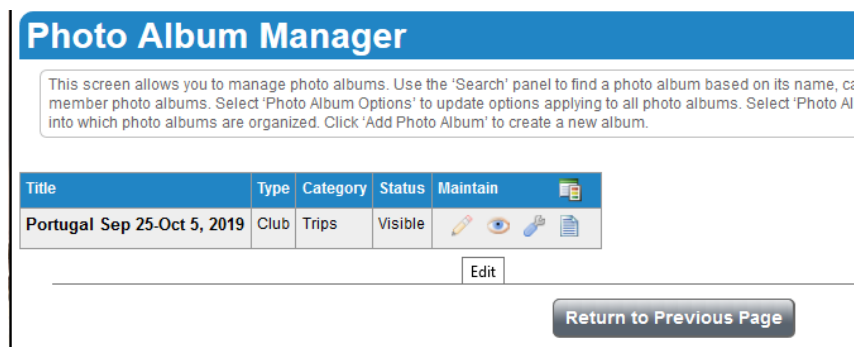 Photo Album Manager
This screen allows you to manage photo albums. Use the 'Search' panel to find a photo album based on its name, ca
member photo albums. Select 'Photo Album Options' to update options applying to all photo albums. Select 'Photo Al
into which photo albums are organized. Click 'Add Photo Album' to create a new album.
Title Type Category Status Maintain
Portugal Sep 25-Oct 5, 2019 Club Trips Visible
Edit
Return to Previous Page